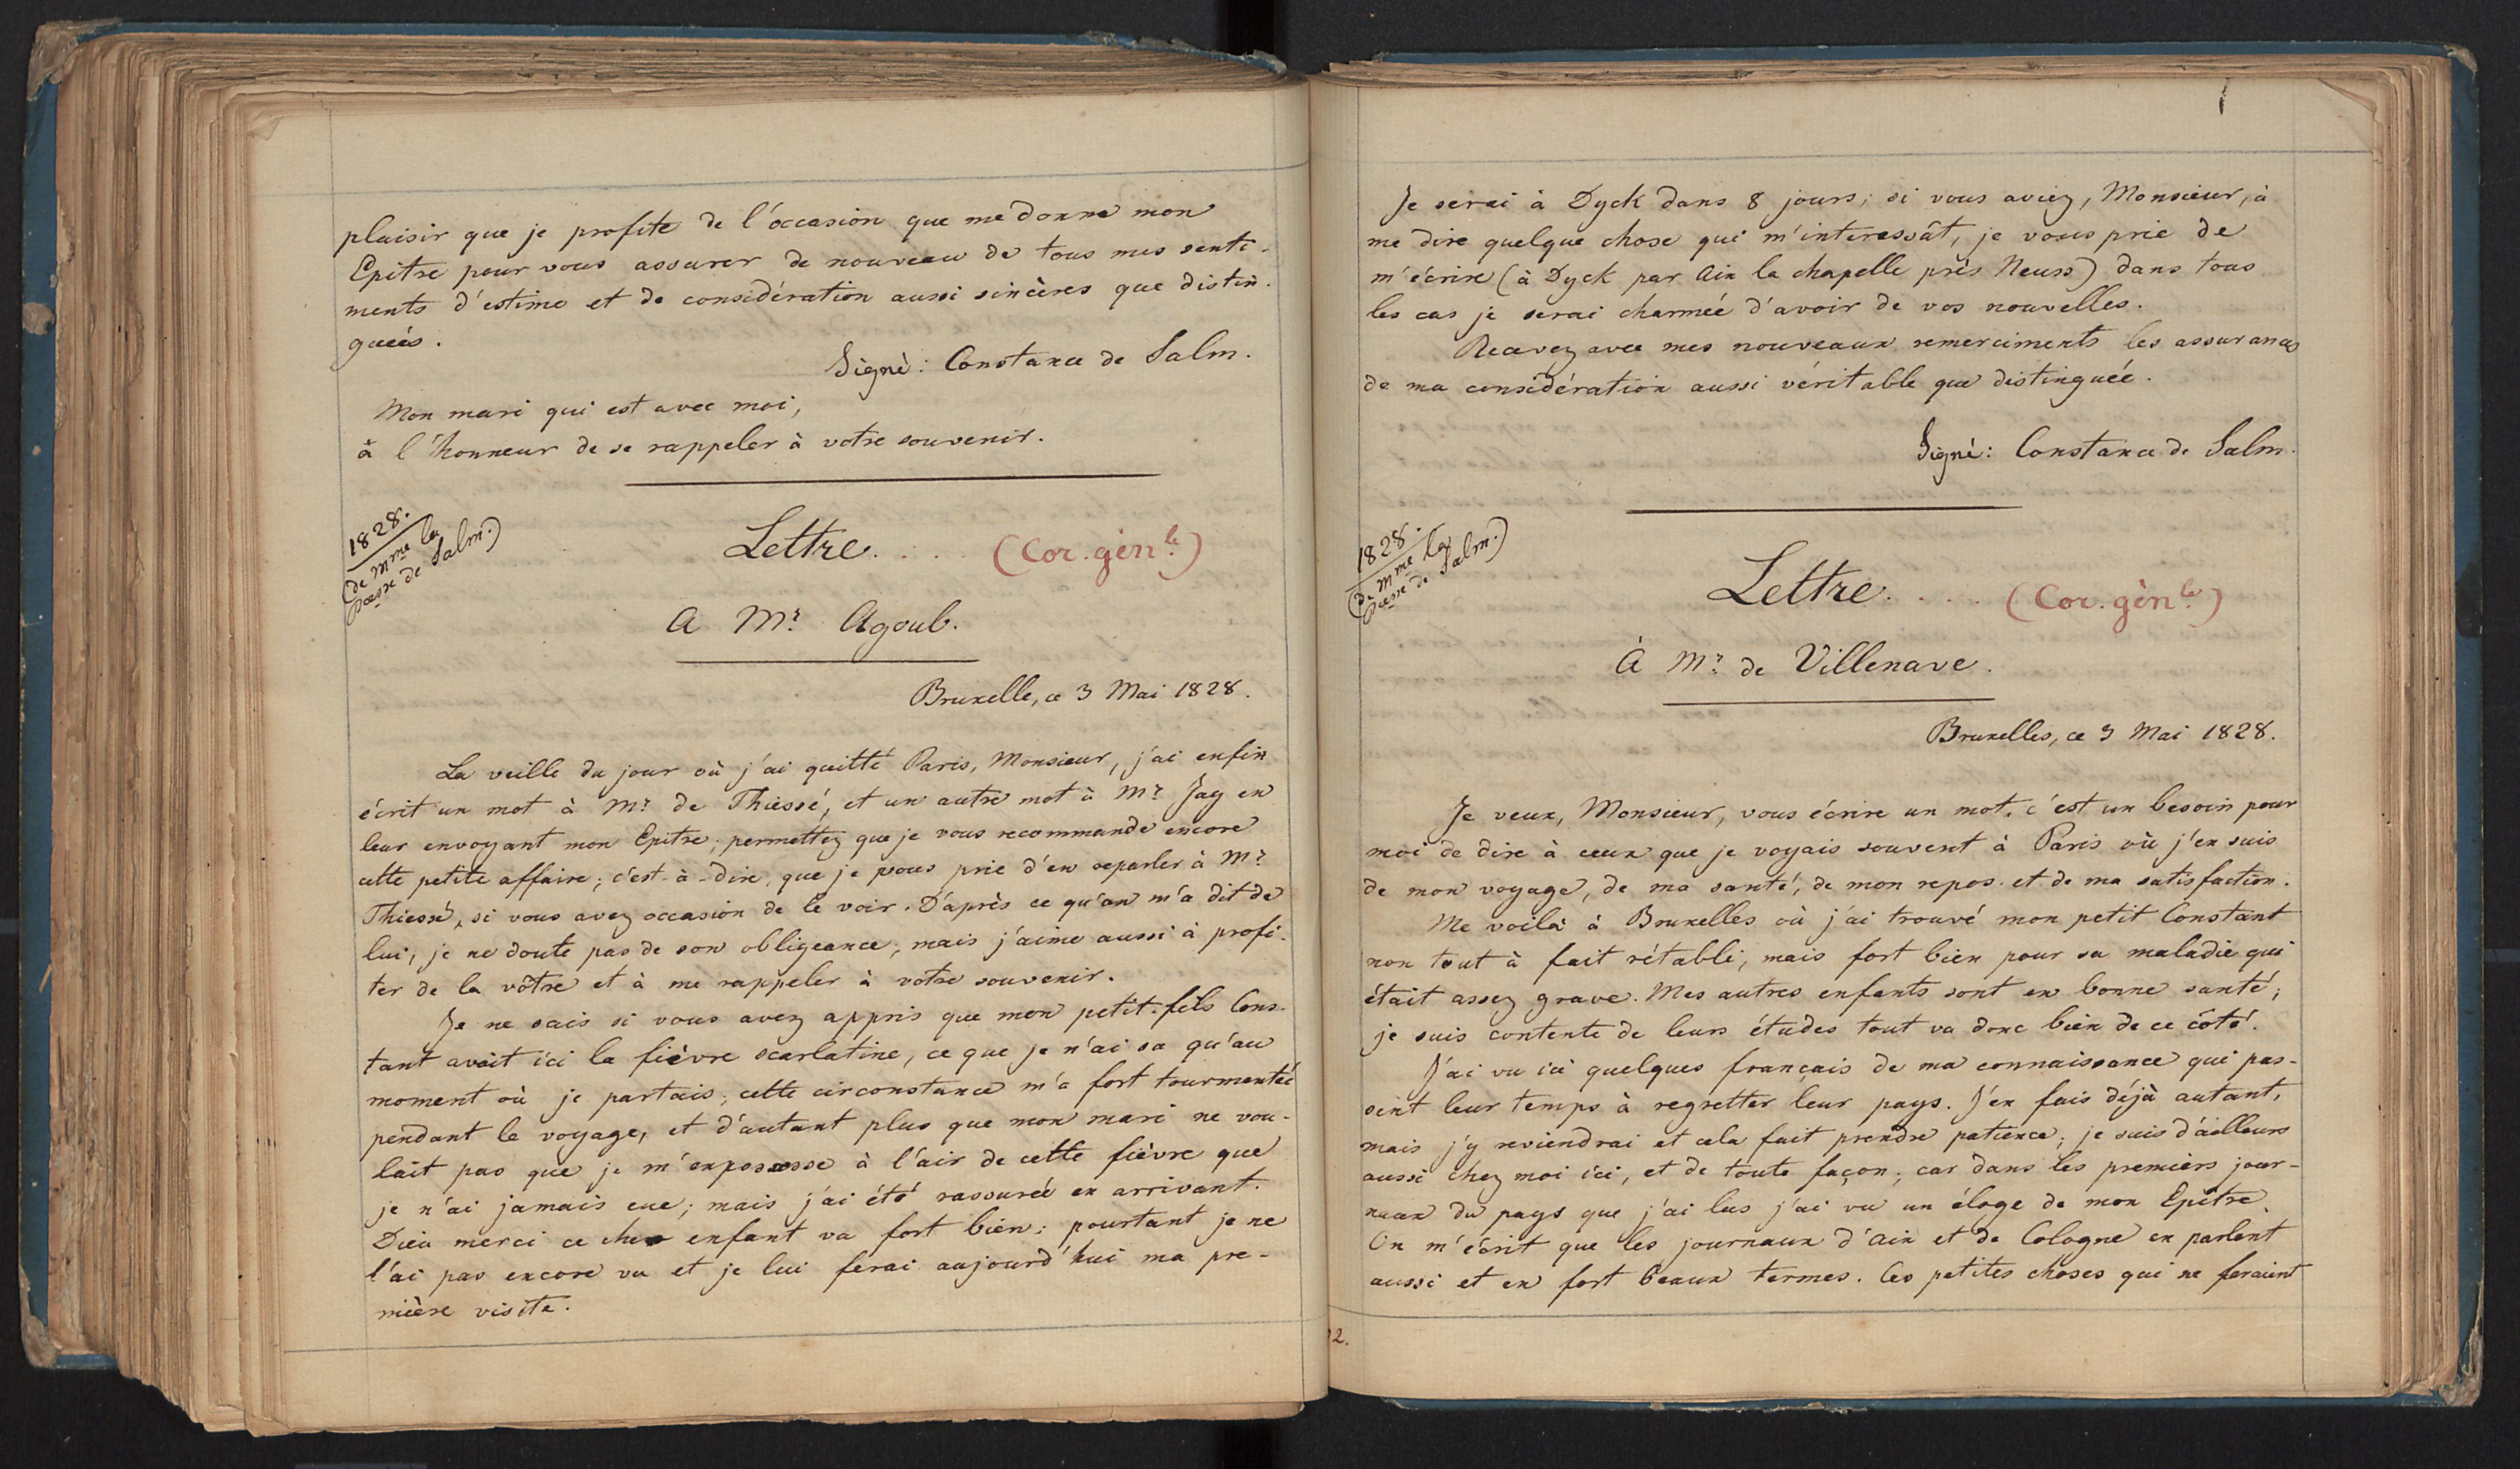 plaisir que je profite de l'occasion que me donne mon
Epitre pour vous assurer de nouveau de tous mes senti-
ments d'estime et de considération aussi sincères que distin-
gués.
Signé: Constance de Salm.
Mon mari qui est avec moi,
à l'honneur de se rappeler à votre souvenir.
1828.
(de Mme la
Pcesse de Salm.)
Lettre.... (Cor. génle)
A Mr Agoub.
Bruxelle, ce 3 Mai 1828.
La veille du jour où j'ai quitté Paris, Monsieur, j'ai enfin
écrit un mot à Mr de Thiessé, et un autre mot à Mr Jay en
leur envoyant mon Epitre; permettez que je vous recommande encore
cette petite affaire; c'est-à-dire, que je vous prie d'en reparler à Mr
Thiessé, si vous avez occasion de le voir. D'après ce qu'on m'a dit de
lui, je ne doute pas de son obligeance; mais j'aime aussi à profi-
ter de la vôtre et à me rappeler à votre souvenir.
Je ne sais si vous avez appris que mon petit-fils Cons-
tant avait ici la fièvre scarlatine, ce que je n'ai su qu'au
moment où je partais; cette circonstance m'a fort tourmentée
pendant le voyage, et d'autant plus que mon mari ne vou-
lait pas que je m'exposasse à l'air de cette fièvre que
je n'ai jamais eue; mais j'ai été rassurée en arrivant.
Dieu merci ce cher enfant va fort bien; pourtant je ne
l'ai pas encore vu et je lui ferai aujourd'hui ma pre-
mière visite.
Je serai à Dyck dans 8 jours; si vous aviez, Monsieur, à
me dire quelque chose qui m'interessât, je vous prie de
m'écrire (à Dyck par Aix la chapelle près Neuss) dans tous
les cas je serai charmée d'avoir de vos nouvelles.
Recevez avec mes nouveaux remerciments les assurances
de ma considération aussi véritable que distinguée.
Signé: Constance de Salm.
1828.
(de Mme la
Pcesse de Salm.)
Lettre.... (Cor. génle)
À Mr de Villenave.
Bruxelles, ce 3 Mai 1828.
Je veux, Monsieur, vous écrire un mot. c'est un besoin pour
moi de dire à ceux que je voyais souvent à Paris où j'en suis
de mon voyage, de ma santé, de mon repos et de ma satisfaction.
Me voilà à Bruxelles où j'ai trouvé mon petit Constant
non tout à fait rétabli, mais fort bien pour sa maladie qui
était assez grave. Mes autres enfants sont en bonne santé;
je suis contente de leurs études tout va donc bien de ce côté.
J'ai vu ici quelques français de ma connaissance qui pas-
sent leur temps à regretter leur pays. J'en fais déjà autant,
mais j'y reviendrai et cela fait prendre patience; je suis d'ailleurs
aussi chez moi ici, et de toute façon; car dans les premiers jour-
naux du pays que j'ai lus j'ai vu un éloge de mon Epitre.
On m'écrit que les journaux d'Aix et de Cologne en parlent
aussi et en fort beaux termes. Ces petites choses qui ne feraient